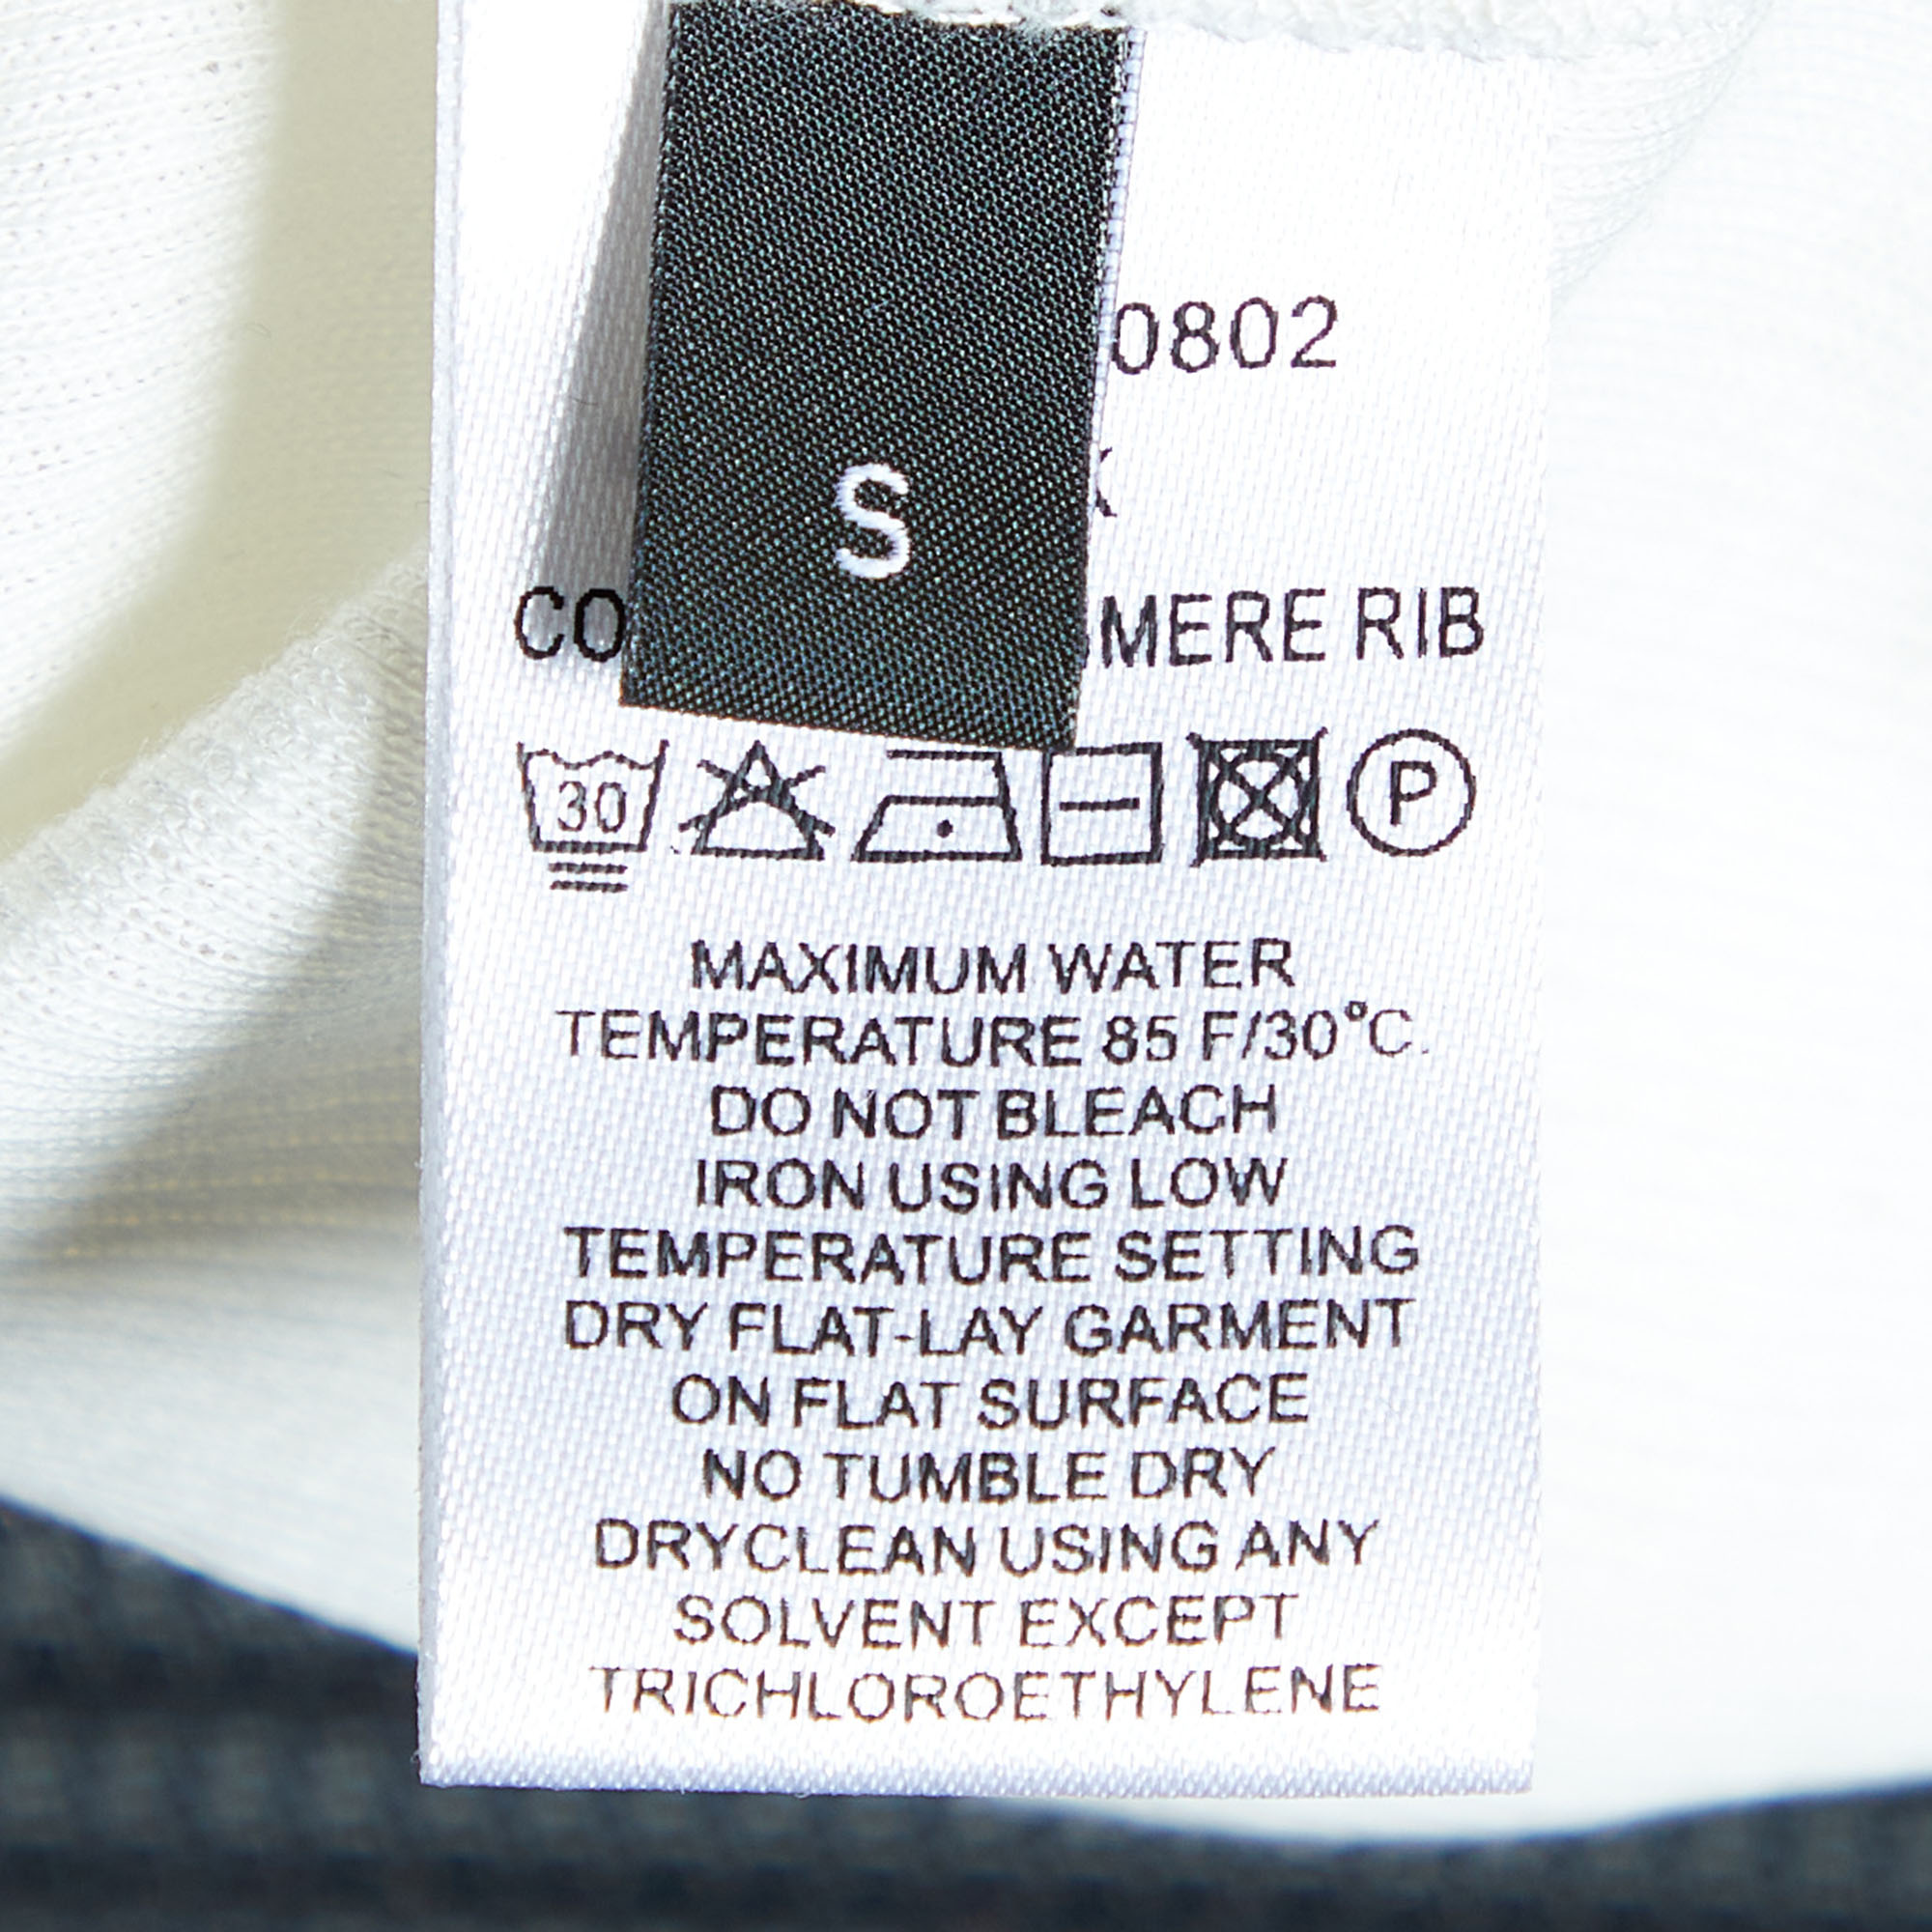 0802
S
MERE RIB
30
P
MAXIMUM WATER
TEMPERATURE 85 F/30°C.
DO NOT BLEACH
IRON USING LOW
TEMPERATURE SETTING
DRY FLAT-LAY GARMENT
ON FLAT SURFACE
NO TUMBLE DRY
DRYCLEAN USING ANY
SOLVENT EXCEPT
TRICHLOROETHYLENE